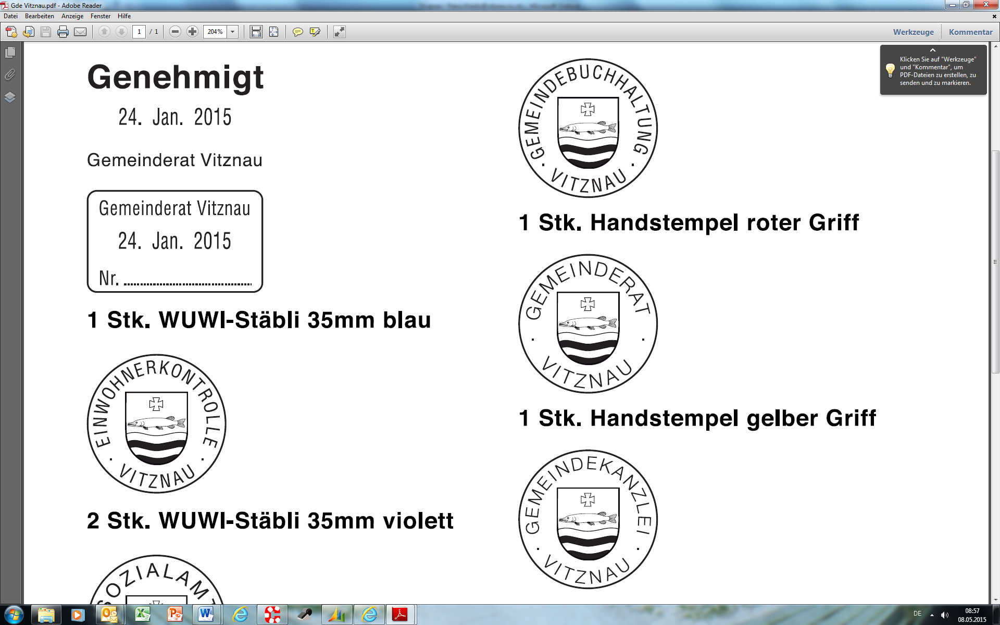 Gde Vitznau.pdf - Adobe Reader
Datei Bearbeiten Anzeige Fenster Hilfe
1 / 1 204% Werkzeuge Kommentar
Klicken Sie auf "Werkzeuge"
und "Kommentar", um
PDF-Dateien zu erstellen, zu
senden und zu markieren.
Genehmigt
24. Jan. 2015
Gemeinderat Vitznau
Gemeinderat Vitznau
24. Jan. 2015
Nr.
1 Stk. WUWI-Stäbli 35mm blau
EINWOHNERKONTROLLE
· VITZNAU ·
2 Stk. WUWI-Stäbli 35mm violett
SOZIALAMT
GEMEINDEBUCHHALTUNG
· VITZNAU ·
1 Stk. Handstempel roter Griff
GEMEINDERAT
· VITZNAU ·
1 Stk. Handstempel gelber Griff
GEMEINDEKANZLEI
· VITZNAU ·
DE
08:57
08.05.2015